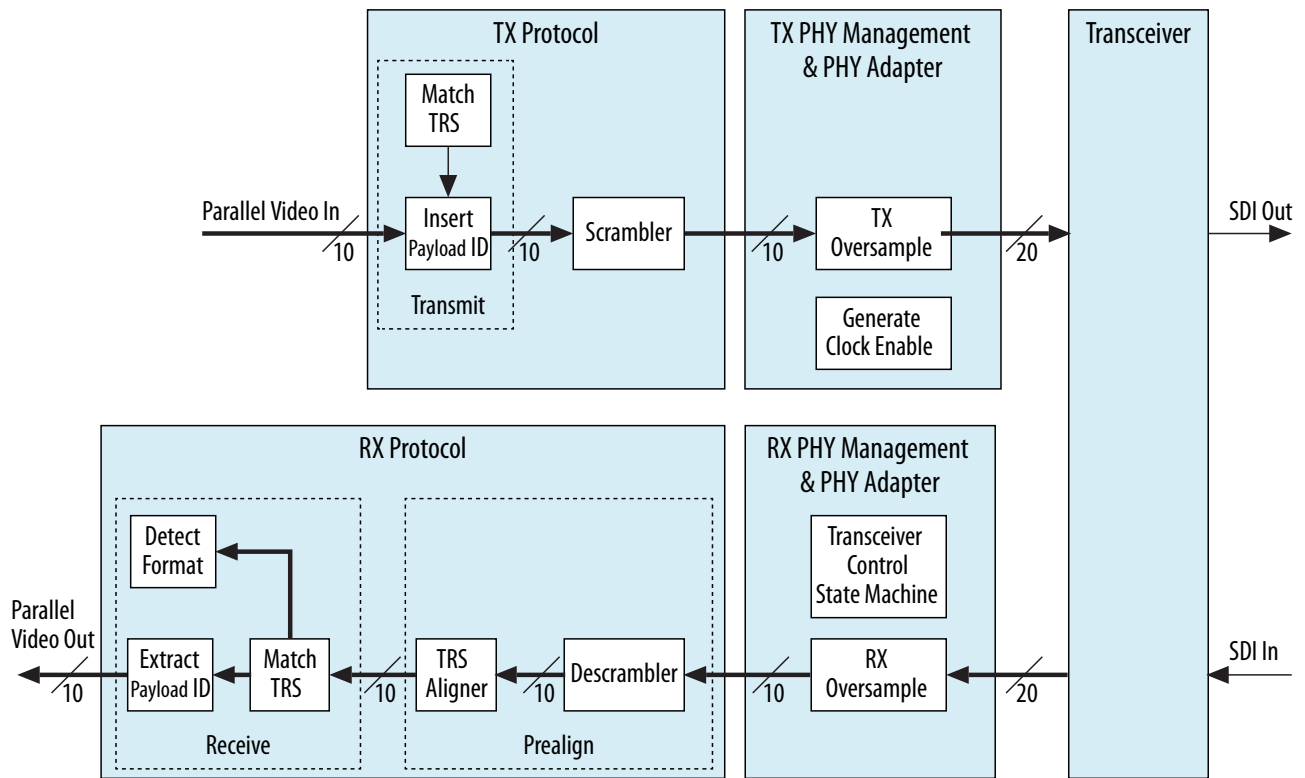 TX Protocol
TX PHY Management
& PHY Adapter
Transceiver
Match
TRS
Parallel Video In
10
Insert
Payload ID
10
Scrambler
10
TX
Oversample
20
SDI Out
Transmit
Generate
Clock Enable
RX Protocol
RX PHY Management
& PHY Adapter
Detect
Format
Transceiver
Control
State Machine
Parallel
Video Out
10
Extract
Payload ID
Match
TRS
10
TRS
Aligner
10
Descrambler
10
RX
Oversample
20
SDI In
Receive
Prealign